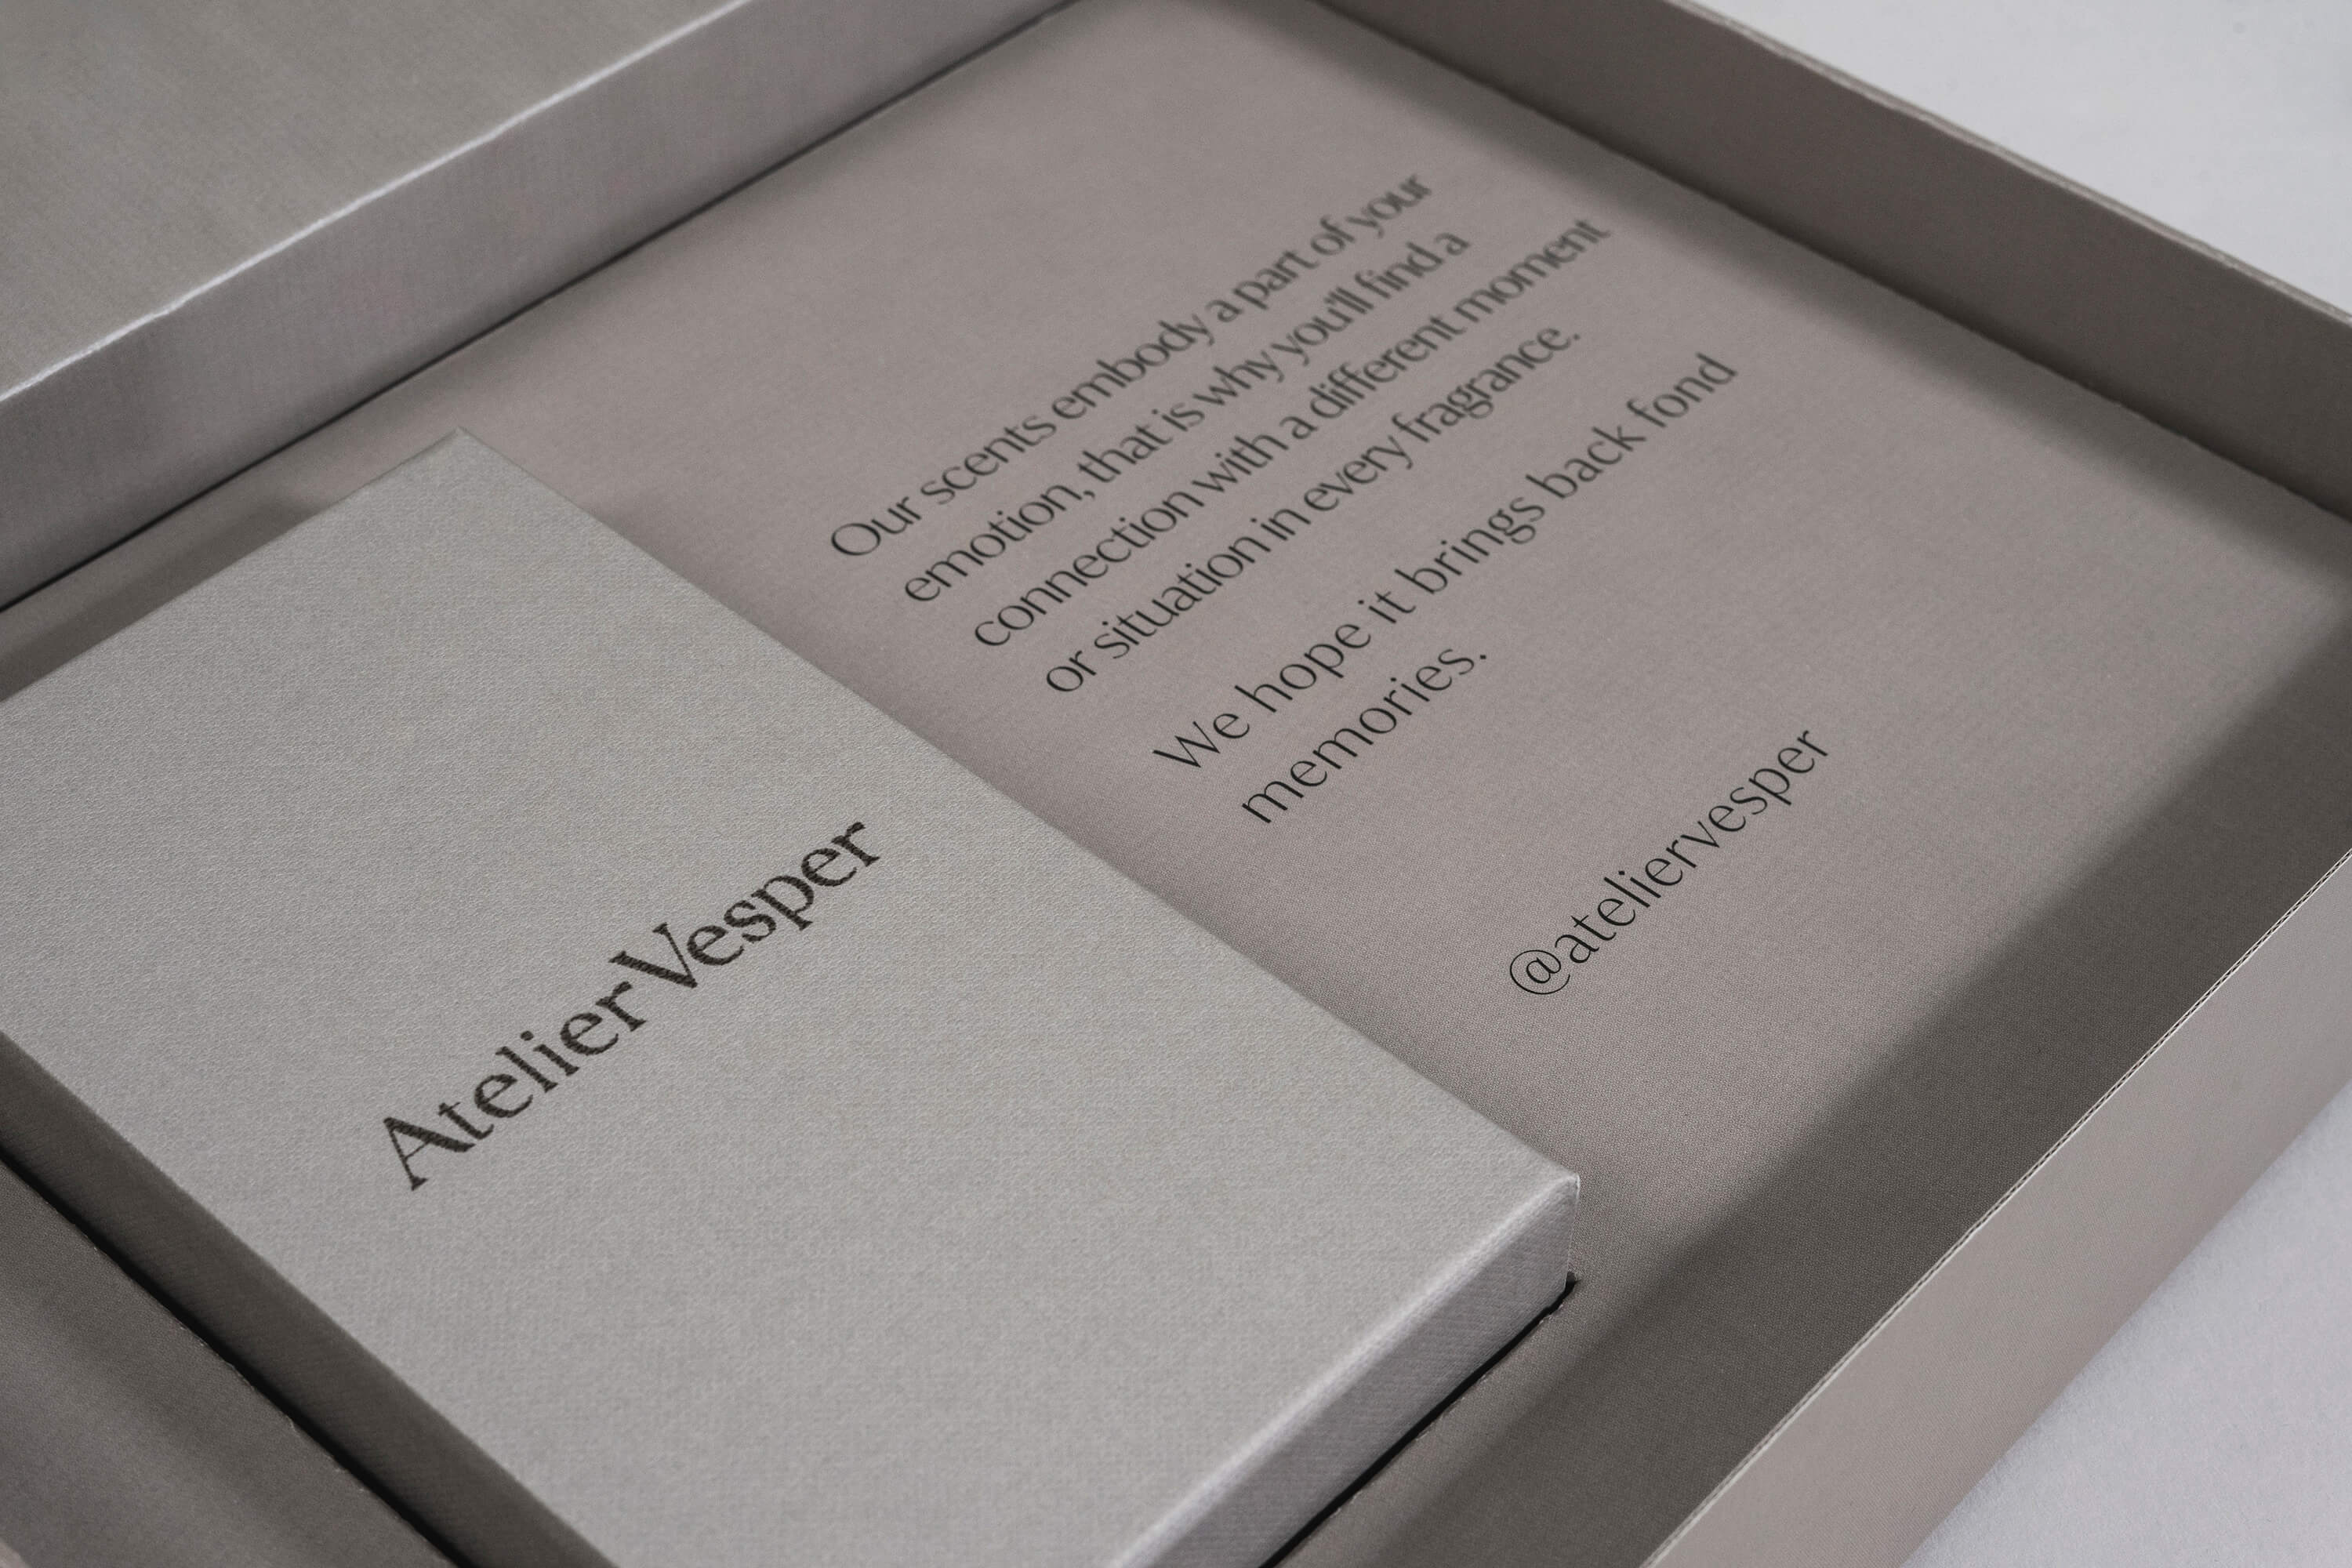 Our scents embody a part of your
emotion, that is why you'll find a
connection with a different moment
or situation in every fragrance.
We hope it brings back fond
memories.
@ateliervesper
Atelier Vesper